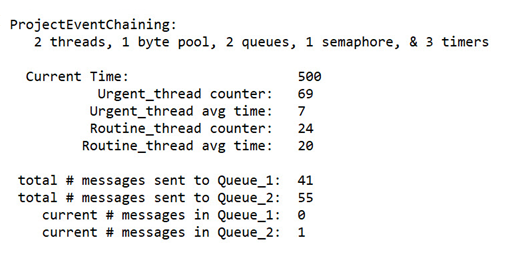 ProjectEventChaining:
2 threads, 1 byte pool, 2 queues, 1 semaphore, & 3 timers
Current Time: 500
Urgent_thread counter: 69
Urgent_thread avg time: 7
Routine_thread counter: 24
Routine_thread avg time: 20
total # messages sent to Queue_1: 41
total # messages sent to Queue_2: 55
current # messages in Queue_1: 0
current # messages in Queue_2: 1